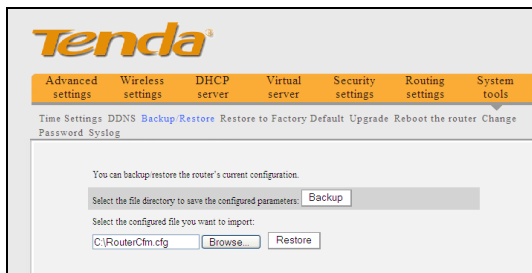 Tenda
Advanced settings Wireless settings DHCP server Virtual server Security settings Routing settings System tools
Time Settings DDNS Backup/Restore Restore to Factory Default Upgrade Reboot the router Change
Password Syslog
You can backup/restore the router's current configuration.
Select the file directory to save the configured parameters: Backup
Select the configured file you want to import:
C:\RouterCfm.cfg Browse... Restore